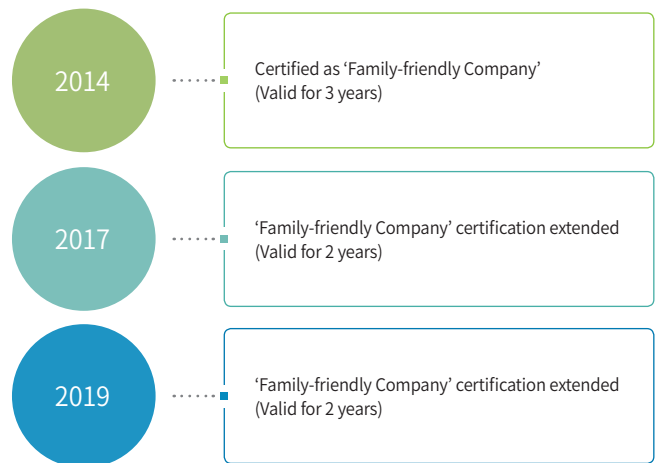 2014
Certified as ‘Family-friendly Company’
(Valid for 3 years)
2017
‘Family-friendly Company’ certification extended
(Valid for 2 years)
2019
‘Family-friendly Company’ certification extended
(Valid for 2 years)